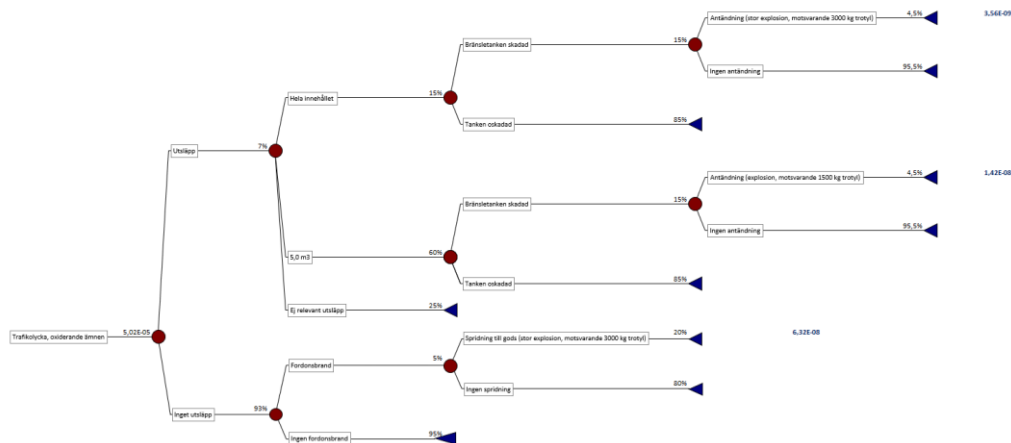 Antändning (stor explosion, motsvarande 3000 kg trotyl) 4,5% 3,56E-09
Bränsletanken skadad 15%
Ingen antändning 95,5%
Hela innehållet 15%
Tanken oskadad 85%
Utsläpp 7%
Antändning (explosion, motsvarande 1500 kg trotyl) 4,5% 1,42E-08
Bränsletanken skadad 15%
Ingen antändning 95,5%
5,0 m3 60%
Tanken oskadad 85%
Ej relevant utsläpp 25%
Trafikolycka, oxiderande ämnen 5,02E-05
Spridning till gods (stor explosion, motsvarande 3000 kg trotyl) 20% 6,32E-08
Fordonsbrand 5%
Ingen spridning 80%
Inget utsläpp 93%
Ingen fordonsbrand 95%